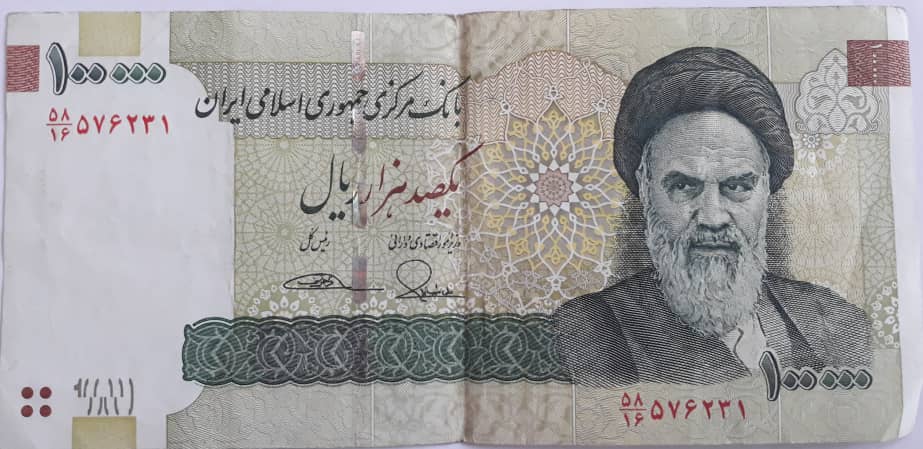 ۱۰۰۰۰۰
۵۸/۱۶ ۵۷۶۲۳۱
بانک مرکزی جمهوری اسلامی ایران
یکصد هزار ریال
وزیر امور اقتصادی و دارائی
رئیس کل
۱۰۰۰۰۰
۱۰۰۰۰۰
۵۸/۱۶ ۵۷۶۲۳۱